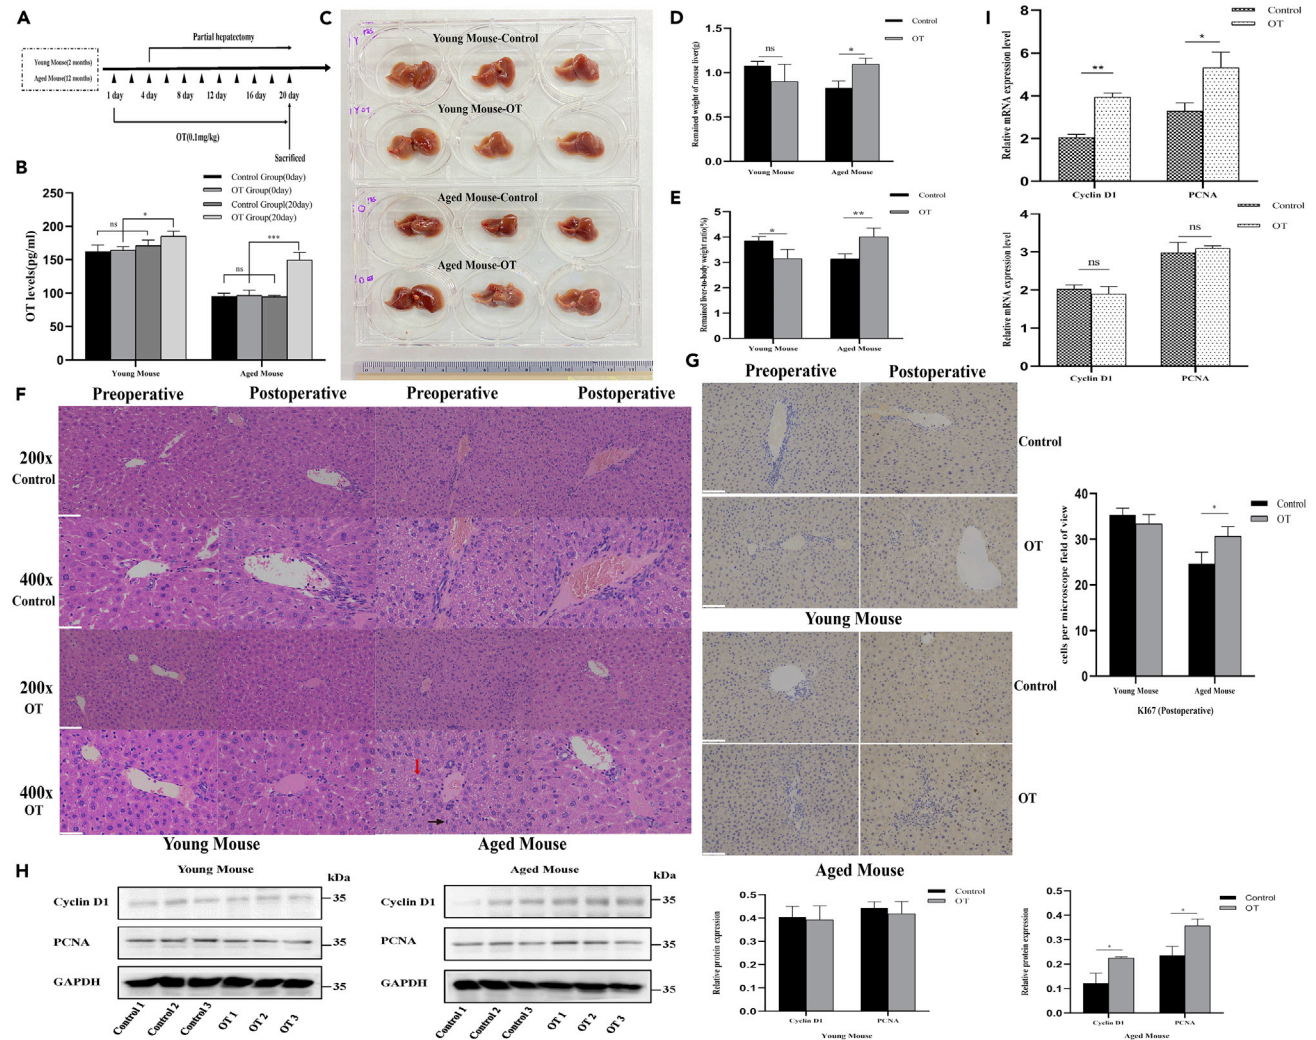 A
Partial hepatectomy
Young Mouse(2 months)
Aged Mouse(12 months)
1 day 4 day 8 day 12 day 16 day 20 day
OT(0.1mg/kg)
Sacrificed
B
Control Group(0day)
OT Group(0day)
Control Groupl(20day)
OT Group(20day)
OT levels(pg/ml)
250
200
150
100
50
0
ns
*
ns
***
Young Mouse Aged Mouse
C
Young Mouse-Control
Young Mouse-OT
Aged Mouse-Control
Aged Mouse-OT
D
Control
OT
Remained weight of mouse liver(g)
1.5
1.0
0.5
0.0
ns
*
Young Mouse Aged Mouse
E
Control
OT
Remained liver-to-body weight ratio(%)
5
4
3
2
1
0
*
**
Young Mouse Aged Mouse
I
Control
OT
Relative mRNA expression level
8
6
4
2
0
**
*
Cyclin D1 PCNA
Control
OT
Relative mRNA expression level
4
3
2
1
0
ns
ns
Cyclin D1 PCNA
F
Preoperative Postoperative Preoperative Postoperative
200x
Control
400x
Control
200x
OT
400x
OT
Young Mouse Aged Mouse
G
Preoperative Postoperative
Control
OT
Young Mouse
Control
OT
Aged Mouse
Control
OT
cells per microscope field of view
40
30
20
10
0
*
Young Mouse Aged Mouse
KI67 (Postoperative)
H
Young Mouse
kDa
Cyclin D1
35
PCNA
35
GAPDH
35
Control 1 Control 2 Control 3 OT 1 OT 2 OT 3
Aged Mouse
kDa
Cyclin D1
35
PCNA
35
GAPDH
35
Control 1 Control 2 Control 3 OT 1 OT 2 OT 3
Control
OT
Relative protein expression
0.5
0.4
0.3
0.2
0.1
0.0
Cyclin D1 PCNA
Young Mouse
Control
OT
Relative protein expression
0.5
0.4
0.3
0.2
0.1
0.0
*
*
Cyclin D1 PCNA
Aged Mouse